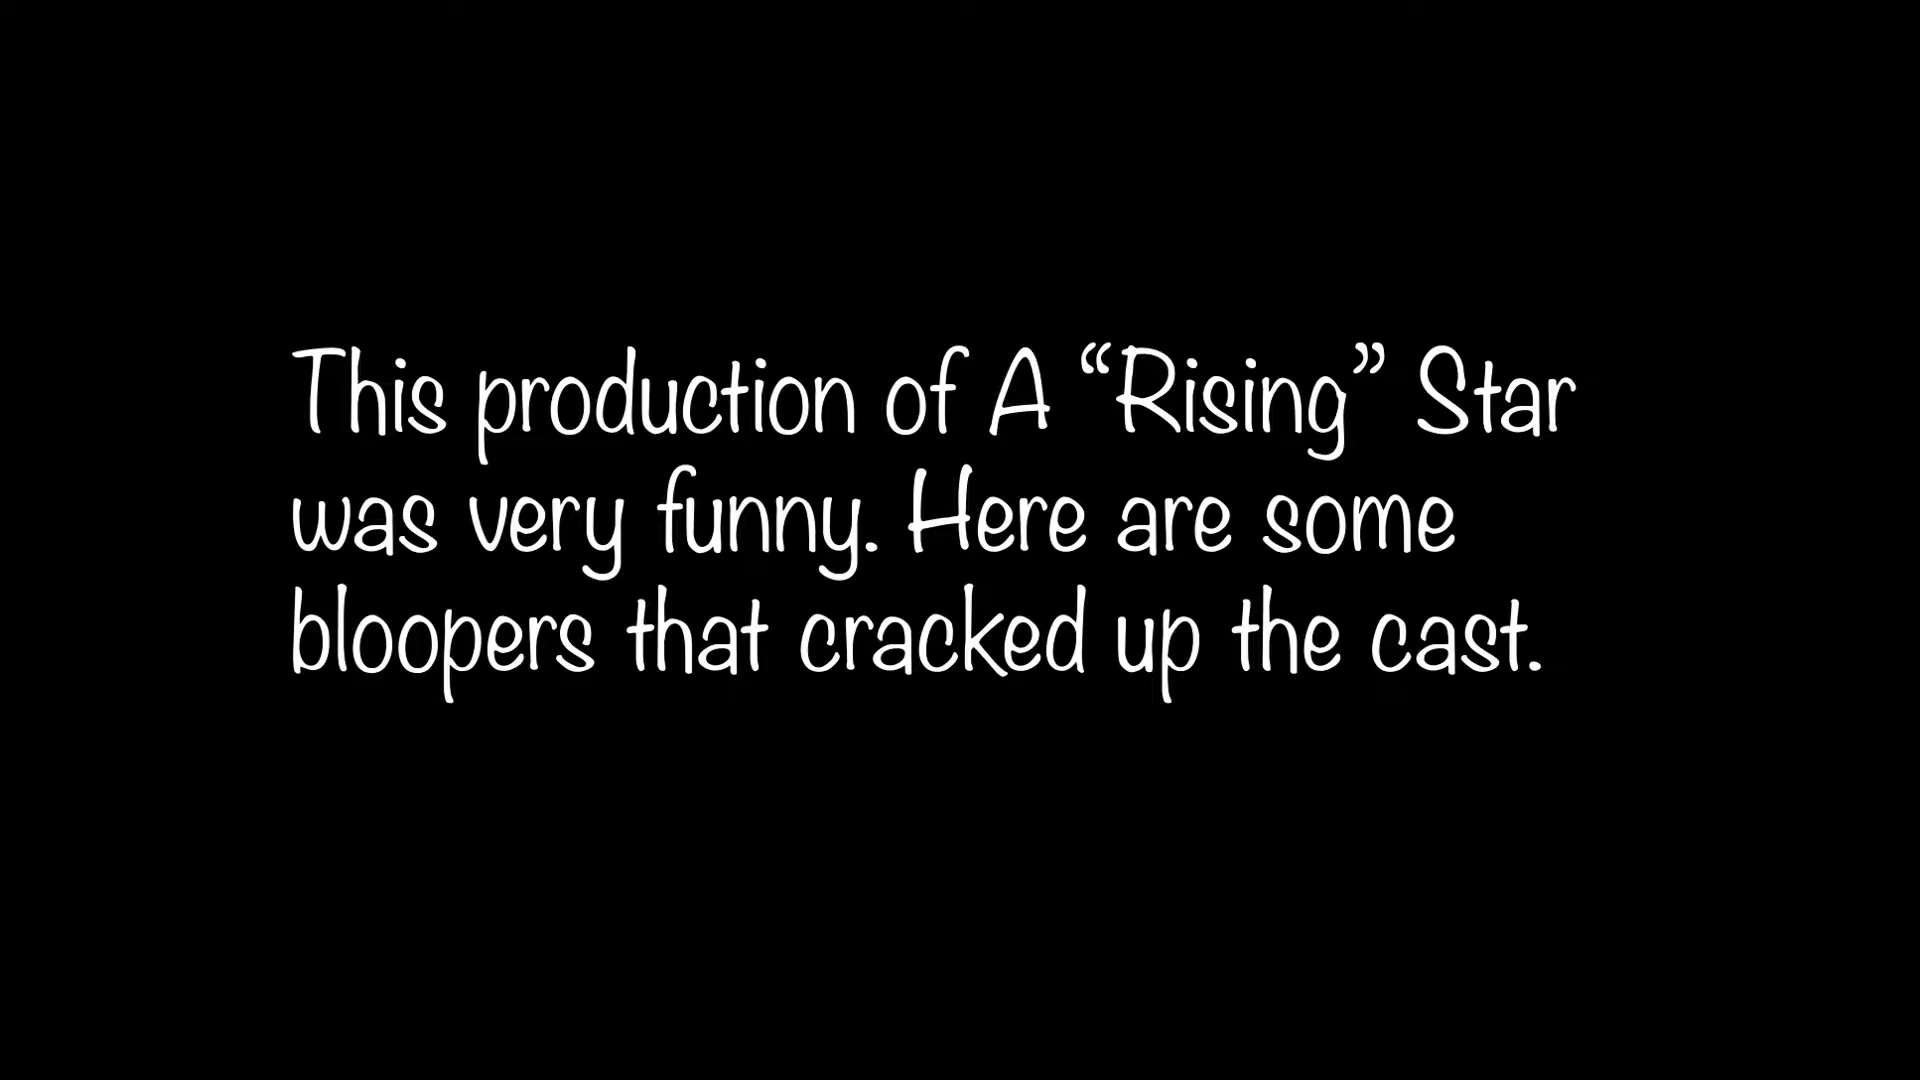 This production of A “Rising” Star
was very funny. Here are some
bloopers that cracked up the cast.